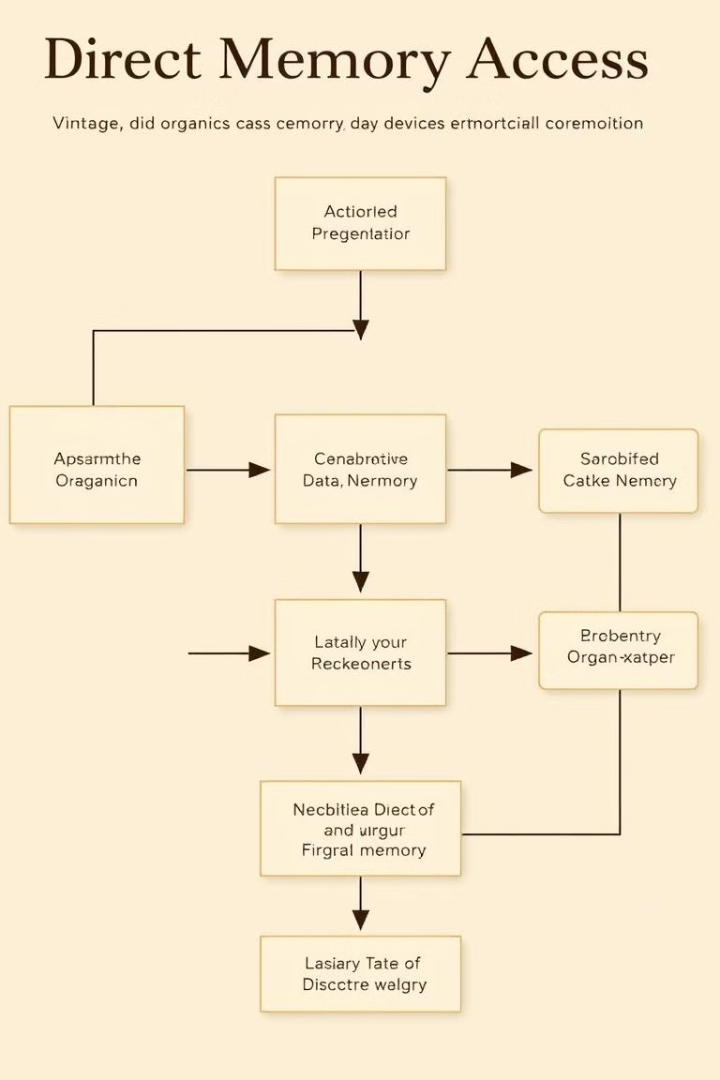 Direct Memory Access
Vintage, did organics cass cemorry, day devices ermortciall coremoition
Actiorled
Pregentatior
Apsarmthe
Oraganicn
Cenabrotive
Data, Nermory
Sarobifed
Catke Nemcry
Latally your
Reckeonerts
Brobentry
Organ-xatper
Necbitlea Diect of
and urgur
Firgral memory
Lasiary Tate of
Discctre walgry